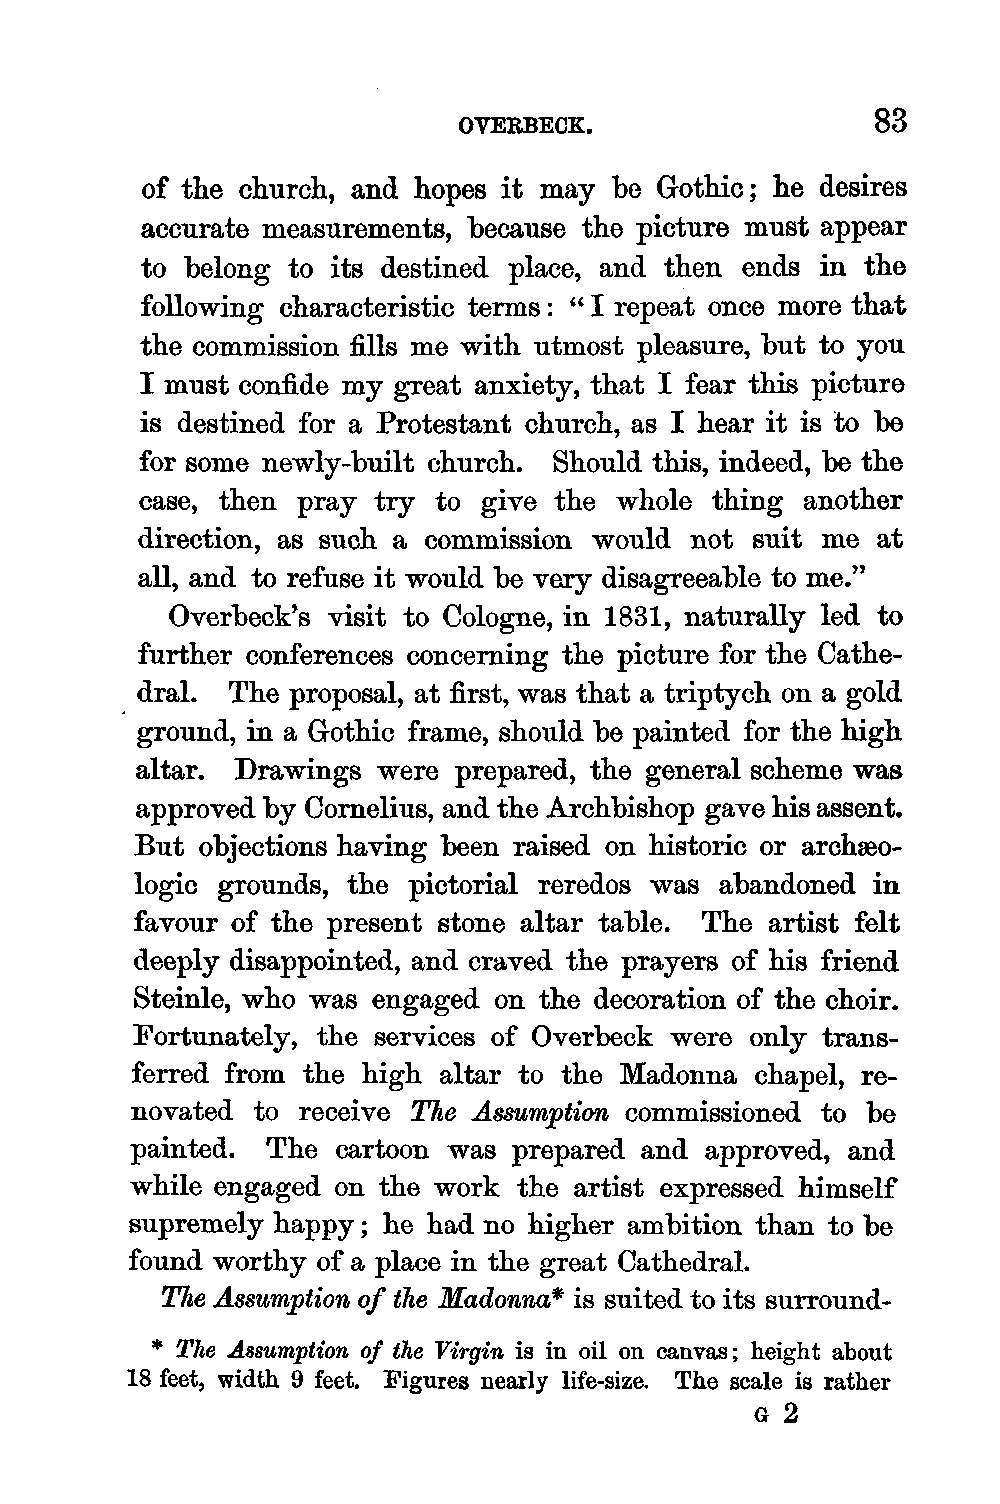 OVERBECK. 83
of the church, and hopes it may be Gothic; he desires
accurate measurements, because the picture must appear
to belong to its destined place, and then ends in the
following characteristic terms: “I repeat once more that
the commission fills me with utmost pleasure, but to you
I must confide my great anxiety, that I fear this picture
is destined for a Protestant church, as I hear it is to be
for some newly-built church. Should this, indeed, be the
case, then pray try to give the whole thing another
direction, as such a commission would not suit me at
all, and to refuse it would be very disagreeable to me.”
Overbeck’s visit to Cologne, in 1831, naturally led to
further conferences concerning the picture for the Cathe-
dral. The proposal, at first, was that a triptych on a gold
ground, in a Gothic frame, should be painted for the high
altar. Drawings were prepared, the general scheme was
approved by Cornelius, and the Archbishop gave his assent.
But objections having been raised on historic or archæo-
logic grounds, the pictorial reredos was abandoned in
favour of the present stone altar table. The artist felt
deeply disappointed, and craved the prayers of his friend
Steinle, who was engaged on the decoration of the choir.
Fortunately, the services of Overbeck were only trans-
ferred from the high altar to the Madonna chapel, re-
novated to receive The Assumption commissioned to be
painted. The cartoon was prepared and approved, and
while engaged on the work the artist expressed himself
supremely happy; he had no higher ambition than to be
found worthy of a place in the great Cathedral.
The Assumption of the Madonna* is suited to its surround-
* The Assumption of the Virgin is in oil on canvas; height about
18 feet, width 9 feet. Figures nearly life-size. The scale is rather
G 2